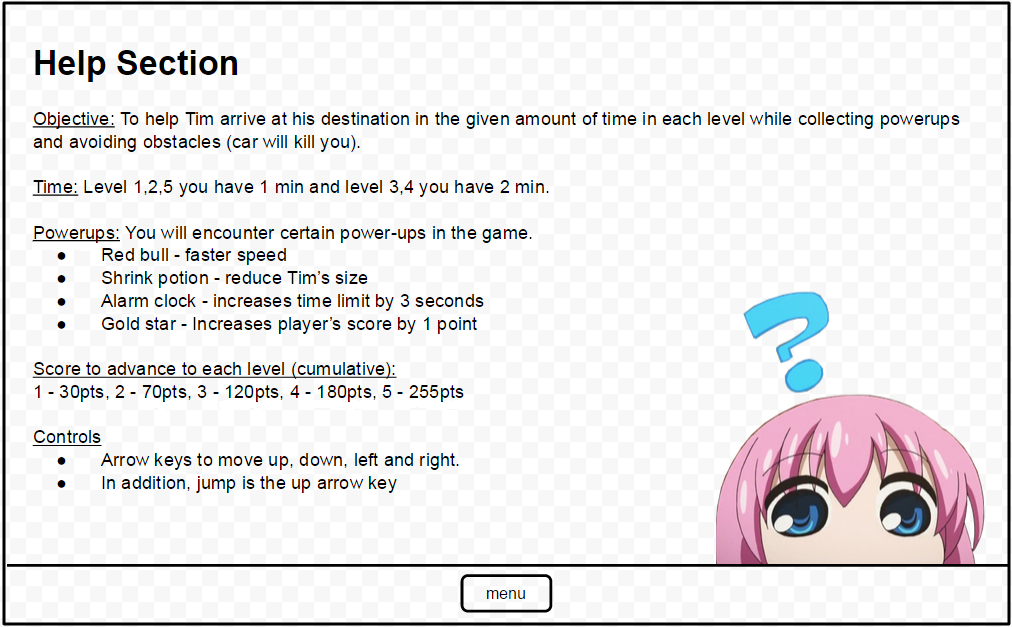 Help Section
Objective: To help Tim arrive at his destination in the given amount of time in each level while collecting powerups
and avoiding obstacles (car will kill you).
Time: Level 1,2,5 you have 1 min and level 3,4 you have 2 min.
Powerups: You will encounter certain power-ups in the game.
● Red bull - faster speed
● Shrink potion - reduce Tim's size
● Alarm clock - increases time limit by 3 seconds
● Gold star - Increases player's score by 1 point
Score to advance to each level (cumulative):
1 - 30pts, 2 - 70pts, 3 - 120pts, 4 - 180pts, 5 - 255pts
Controls
● Arrow keys to move up, down, left and right.
● In addition, jump is the up arrow key
?
menu